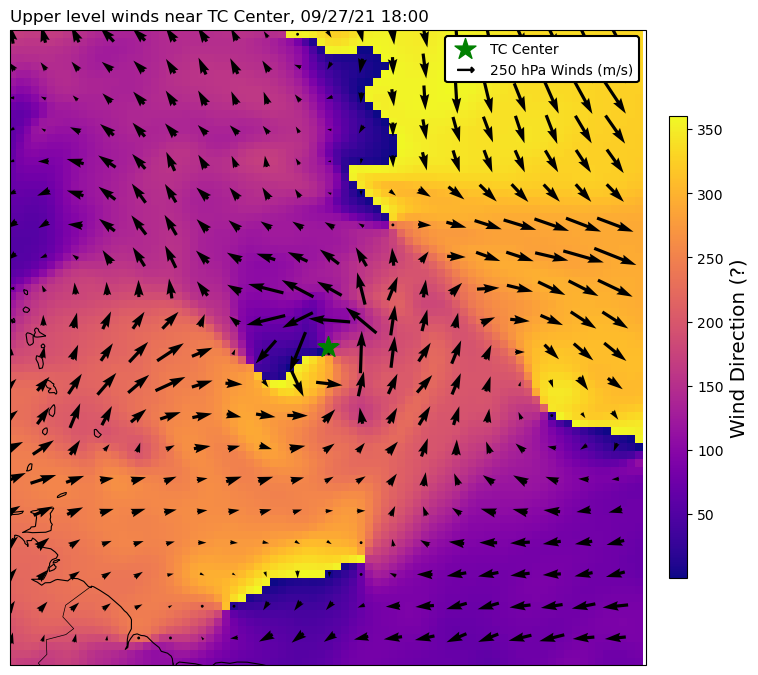 Upper level winds near TC Center, 09/27/21 18:00
TC Center
250 hPa Winds (m/s)
350
300
250
200
150
100
50
Wind Direction (?)